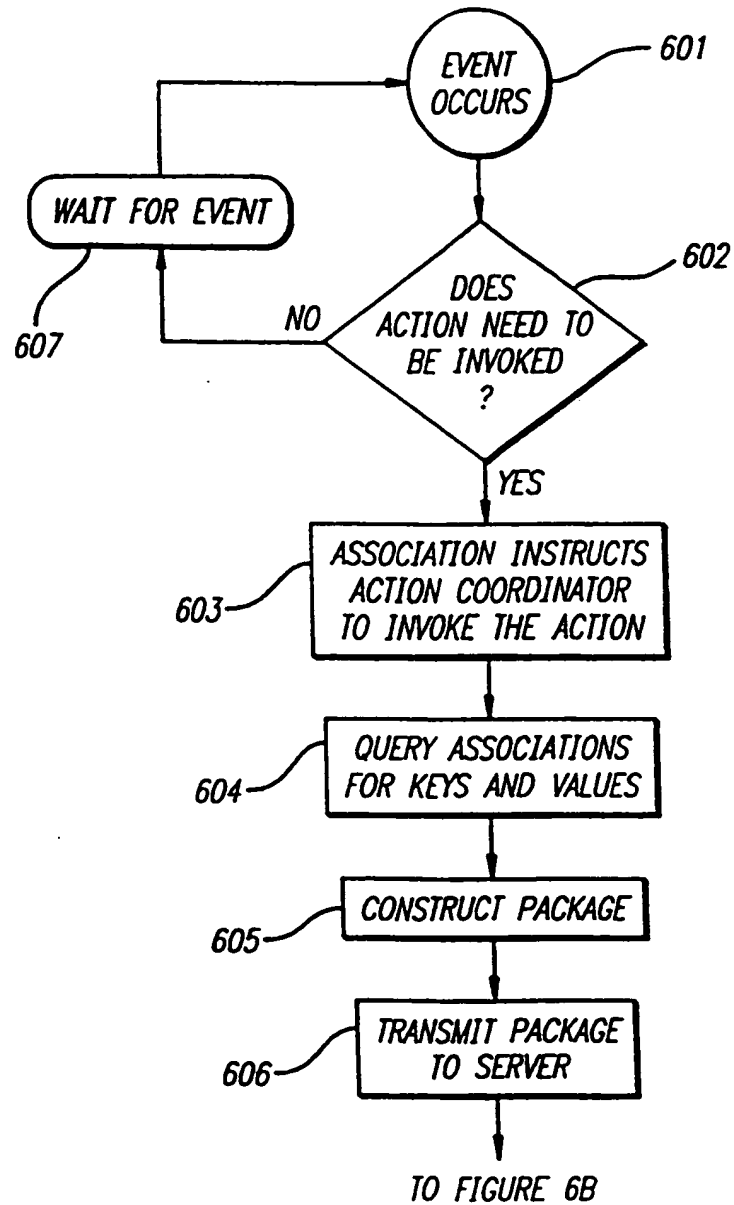 EVENT
OCCURS
601
WAIT FOR EVENT
607
DOES
ACTION NEED TO
BE INVOKED
?
602
NO
YES
ASSOCIATION INSTRUCTS
ACTION COORDINATOR
TO INVOKE THE ACTION
603
QUERY ASSOCIATIONS
FOR KEYS AND VALUES
604
CONSTRUCT PACKAGE
605
TRANSMIT PACKAGE
TO SERVER
606
TO FIGURE 6B